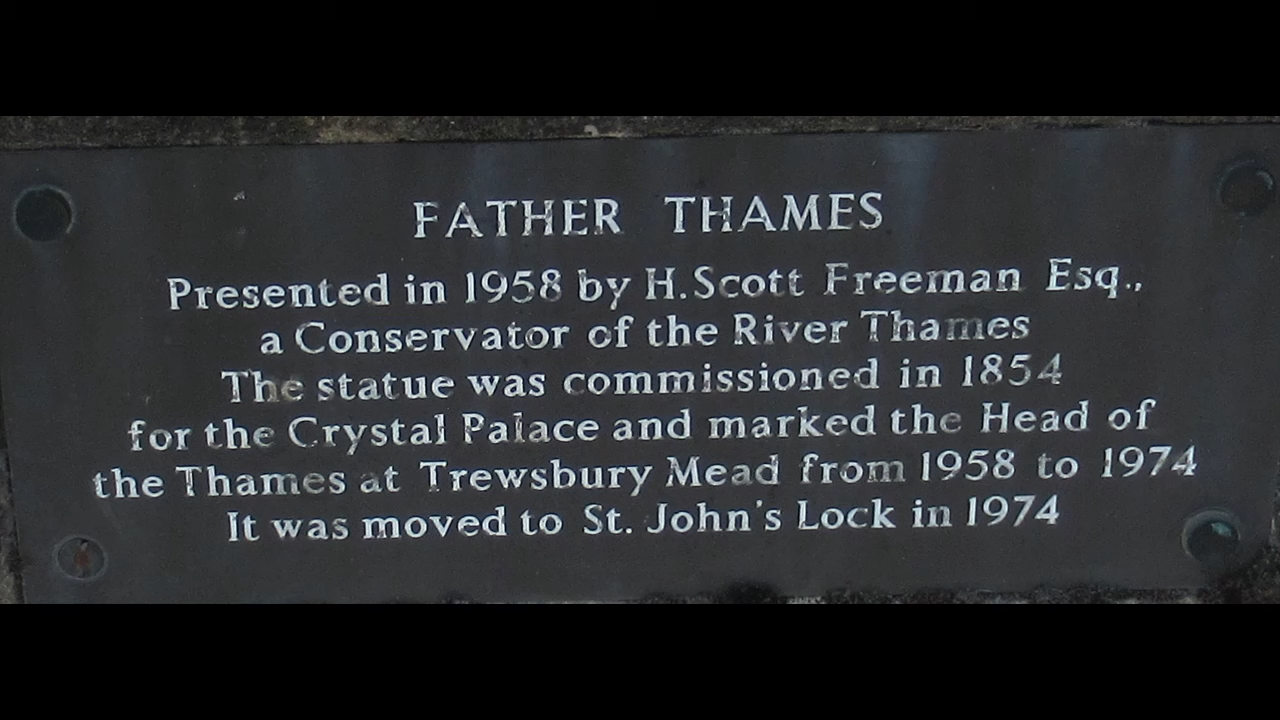 FATHER THAMES
Presented in 1958 by H. Scott Freeman Esq.,
a Conservator of the River Thames
The statue was commissioned in 1854
for the Crystal Palace and marked the Head of
the Thames at Trewsbury Mead from 1958 to 1974
It was moved to St. John's Lock in 1974